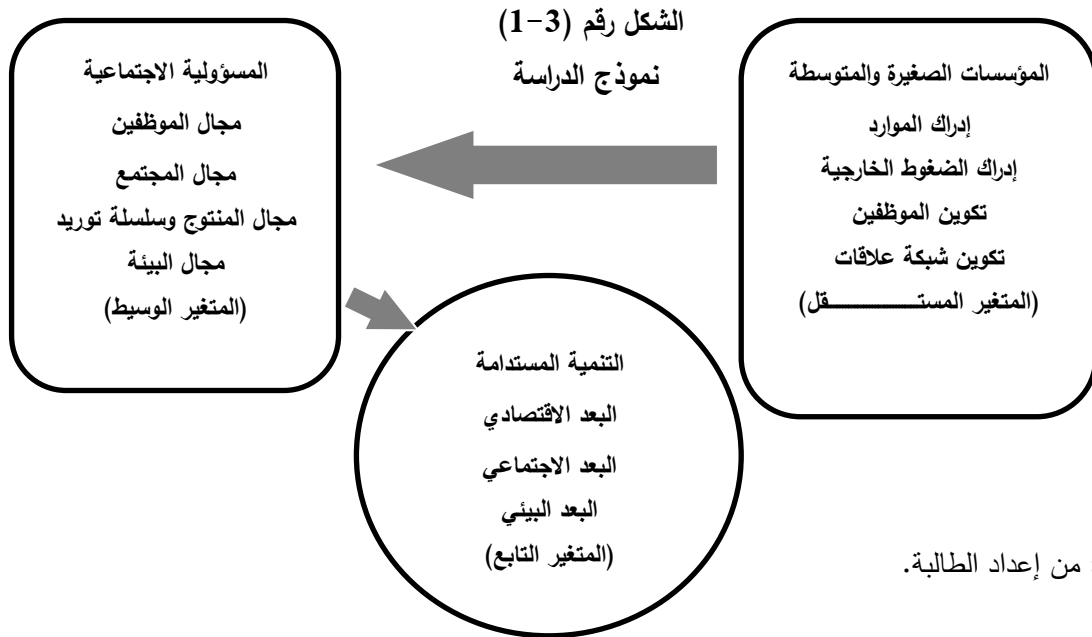 الشكل رقم (3-1)
نموذج الدراسة
المؤسسات الصغيرة والمتوسطة
إدراك الموارد
إدراك الضغوط الخارجية
تكوين الموظفين
تكوين شبكة علاقات
(المتغير المستــــــــــقل)
المسؤولية الاجتماعية
مجال الموظفين
مجال المجتمع
مجال المنتوج وسلسلة توريد
مجال البيئة
(المتغير الوسيط)
التنمية المستدامة
البعد الاقتصادي
البعد الاجتماعي
البعد البيئي
(المتغير التابع)
من إعداد الطالبة.